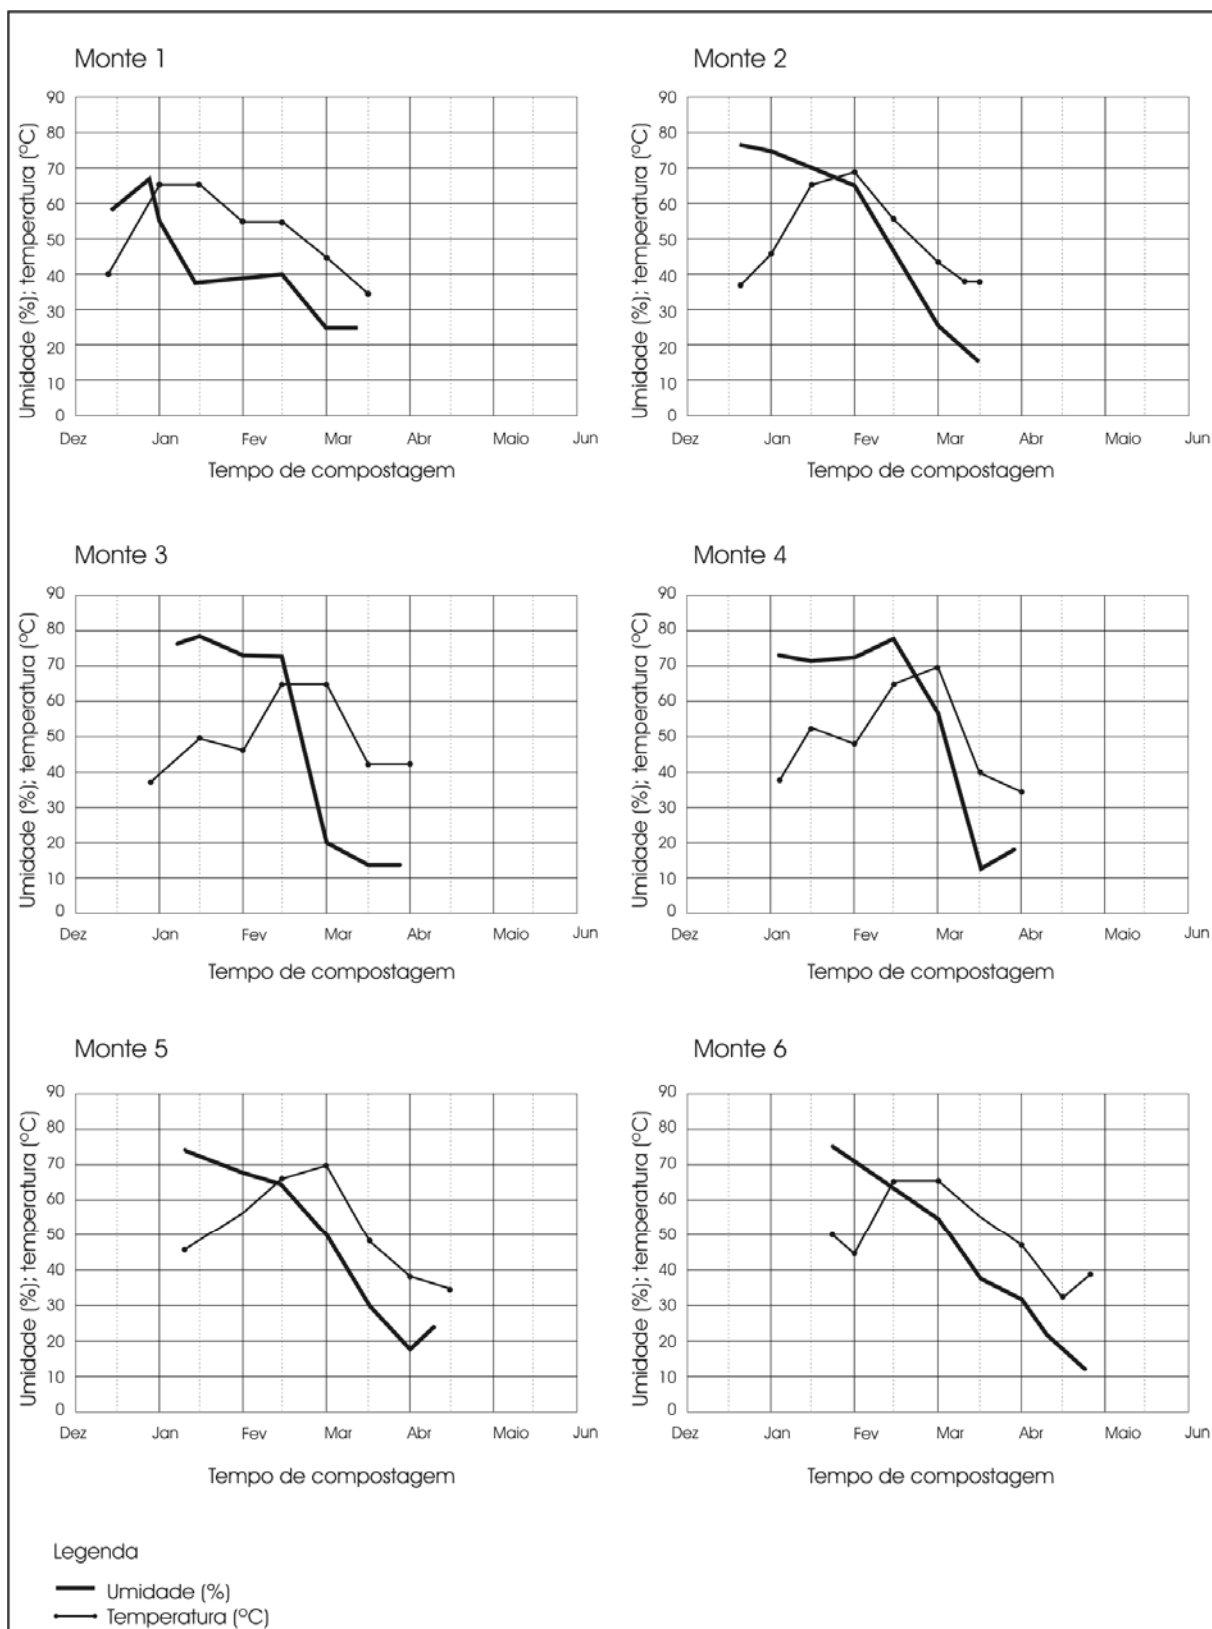 Monte 1
Umidade (%); temperatura (ºC)
90
80
70
60
50
40
30
20
10
0
Dez Jan Fev Mar Abr Maio Jun
Tempo de compostagem
Monte 2
Umidade (%); temperatura (ºC)
90
80
70
60
50
40
30
20
10
0
Dez Jan Fev Mar Abr Maio Jun
Tempo de compostagem
Monte 3
Umidade (%); temperatura (ºC)
90
80
70
60
50
40
30
20
10
0
Dez Jan Fev Mar Abr Maio Jun
Tempo de compostagem
Monte 4
Umidade (%); temperatura (ºC)
90
80
70
60
50
40
30
20
10
0
Dez Jan Fev Mar Abr Maio Jun
Tempo de compostagem
Monte 5
Umidade (%); temperatura (ºC)
90
80
70
60
50
40
30
20
10
0
Dez Jan Fev Mar Abr Maio Jun
Tempo de compostagem
Monte 6
Umidade (%); temperatura (ºC)
90
80
70
60
50
40
30
20
10
0
Dez Jan Fev Mar Abr Maio Jun
Tempo de compostagem
Legenda
Umidade (%)
Temperatura (ºC)